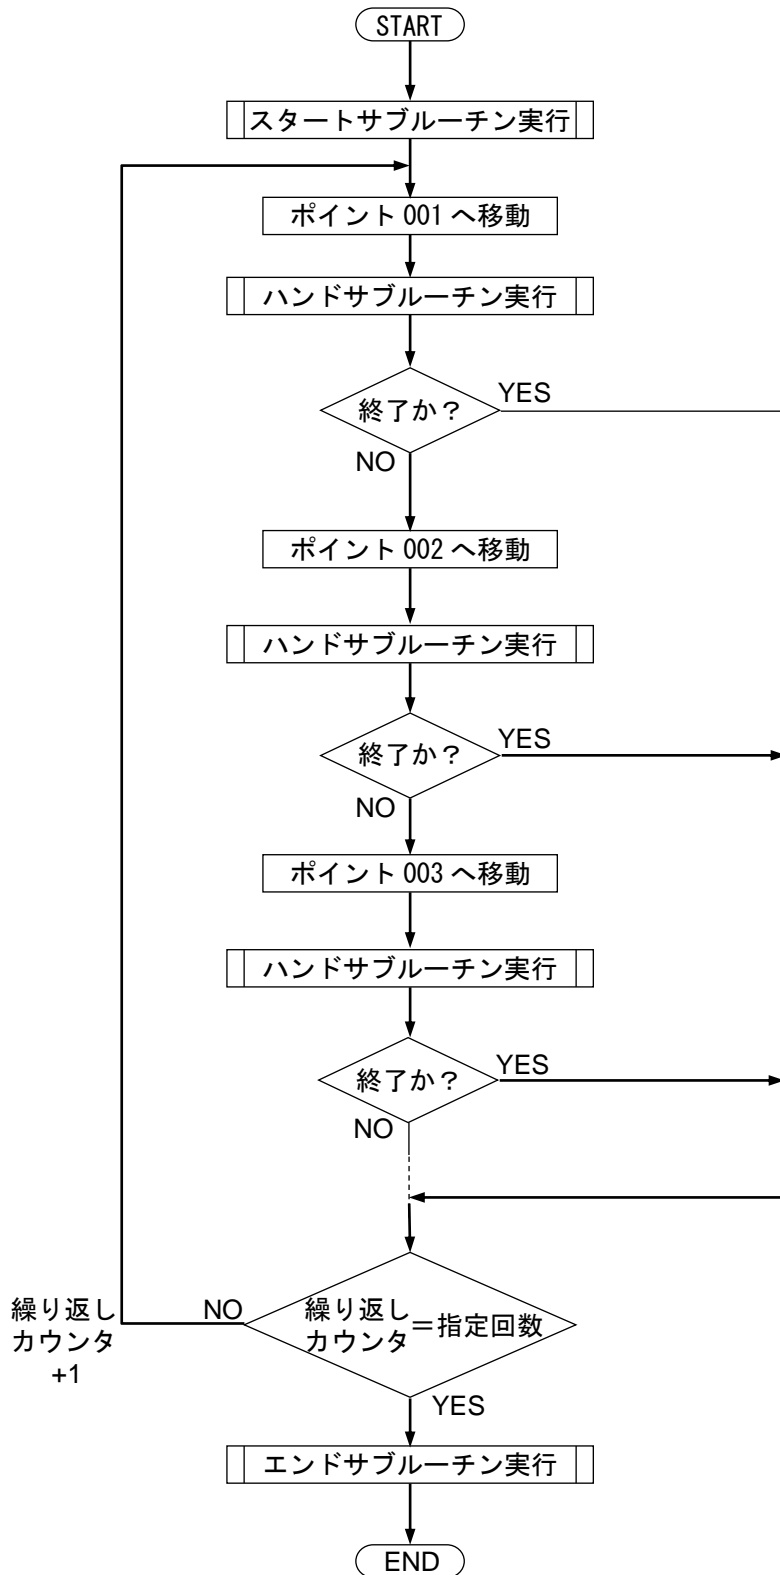 START
スタートサブルーチン実行
ポイント 001 へ移動
ハンドサブルーチン実行
終了か？
YES
NO
ポイント 002 へ移動
ハンドサブルーチン実行
終了か？
YES
NO
ポイント 003 へ移動
ハンドサブルーチン実行
終了か？
YES
NO
繰り返し
カウンタ
+1
NO
繰り返し
カウンタ
＝指定回数
YES
エンドサブルーチン実行
END